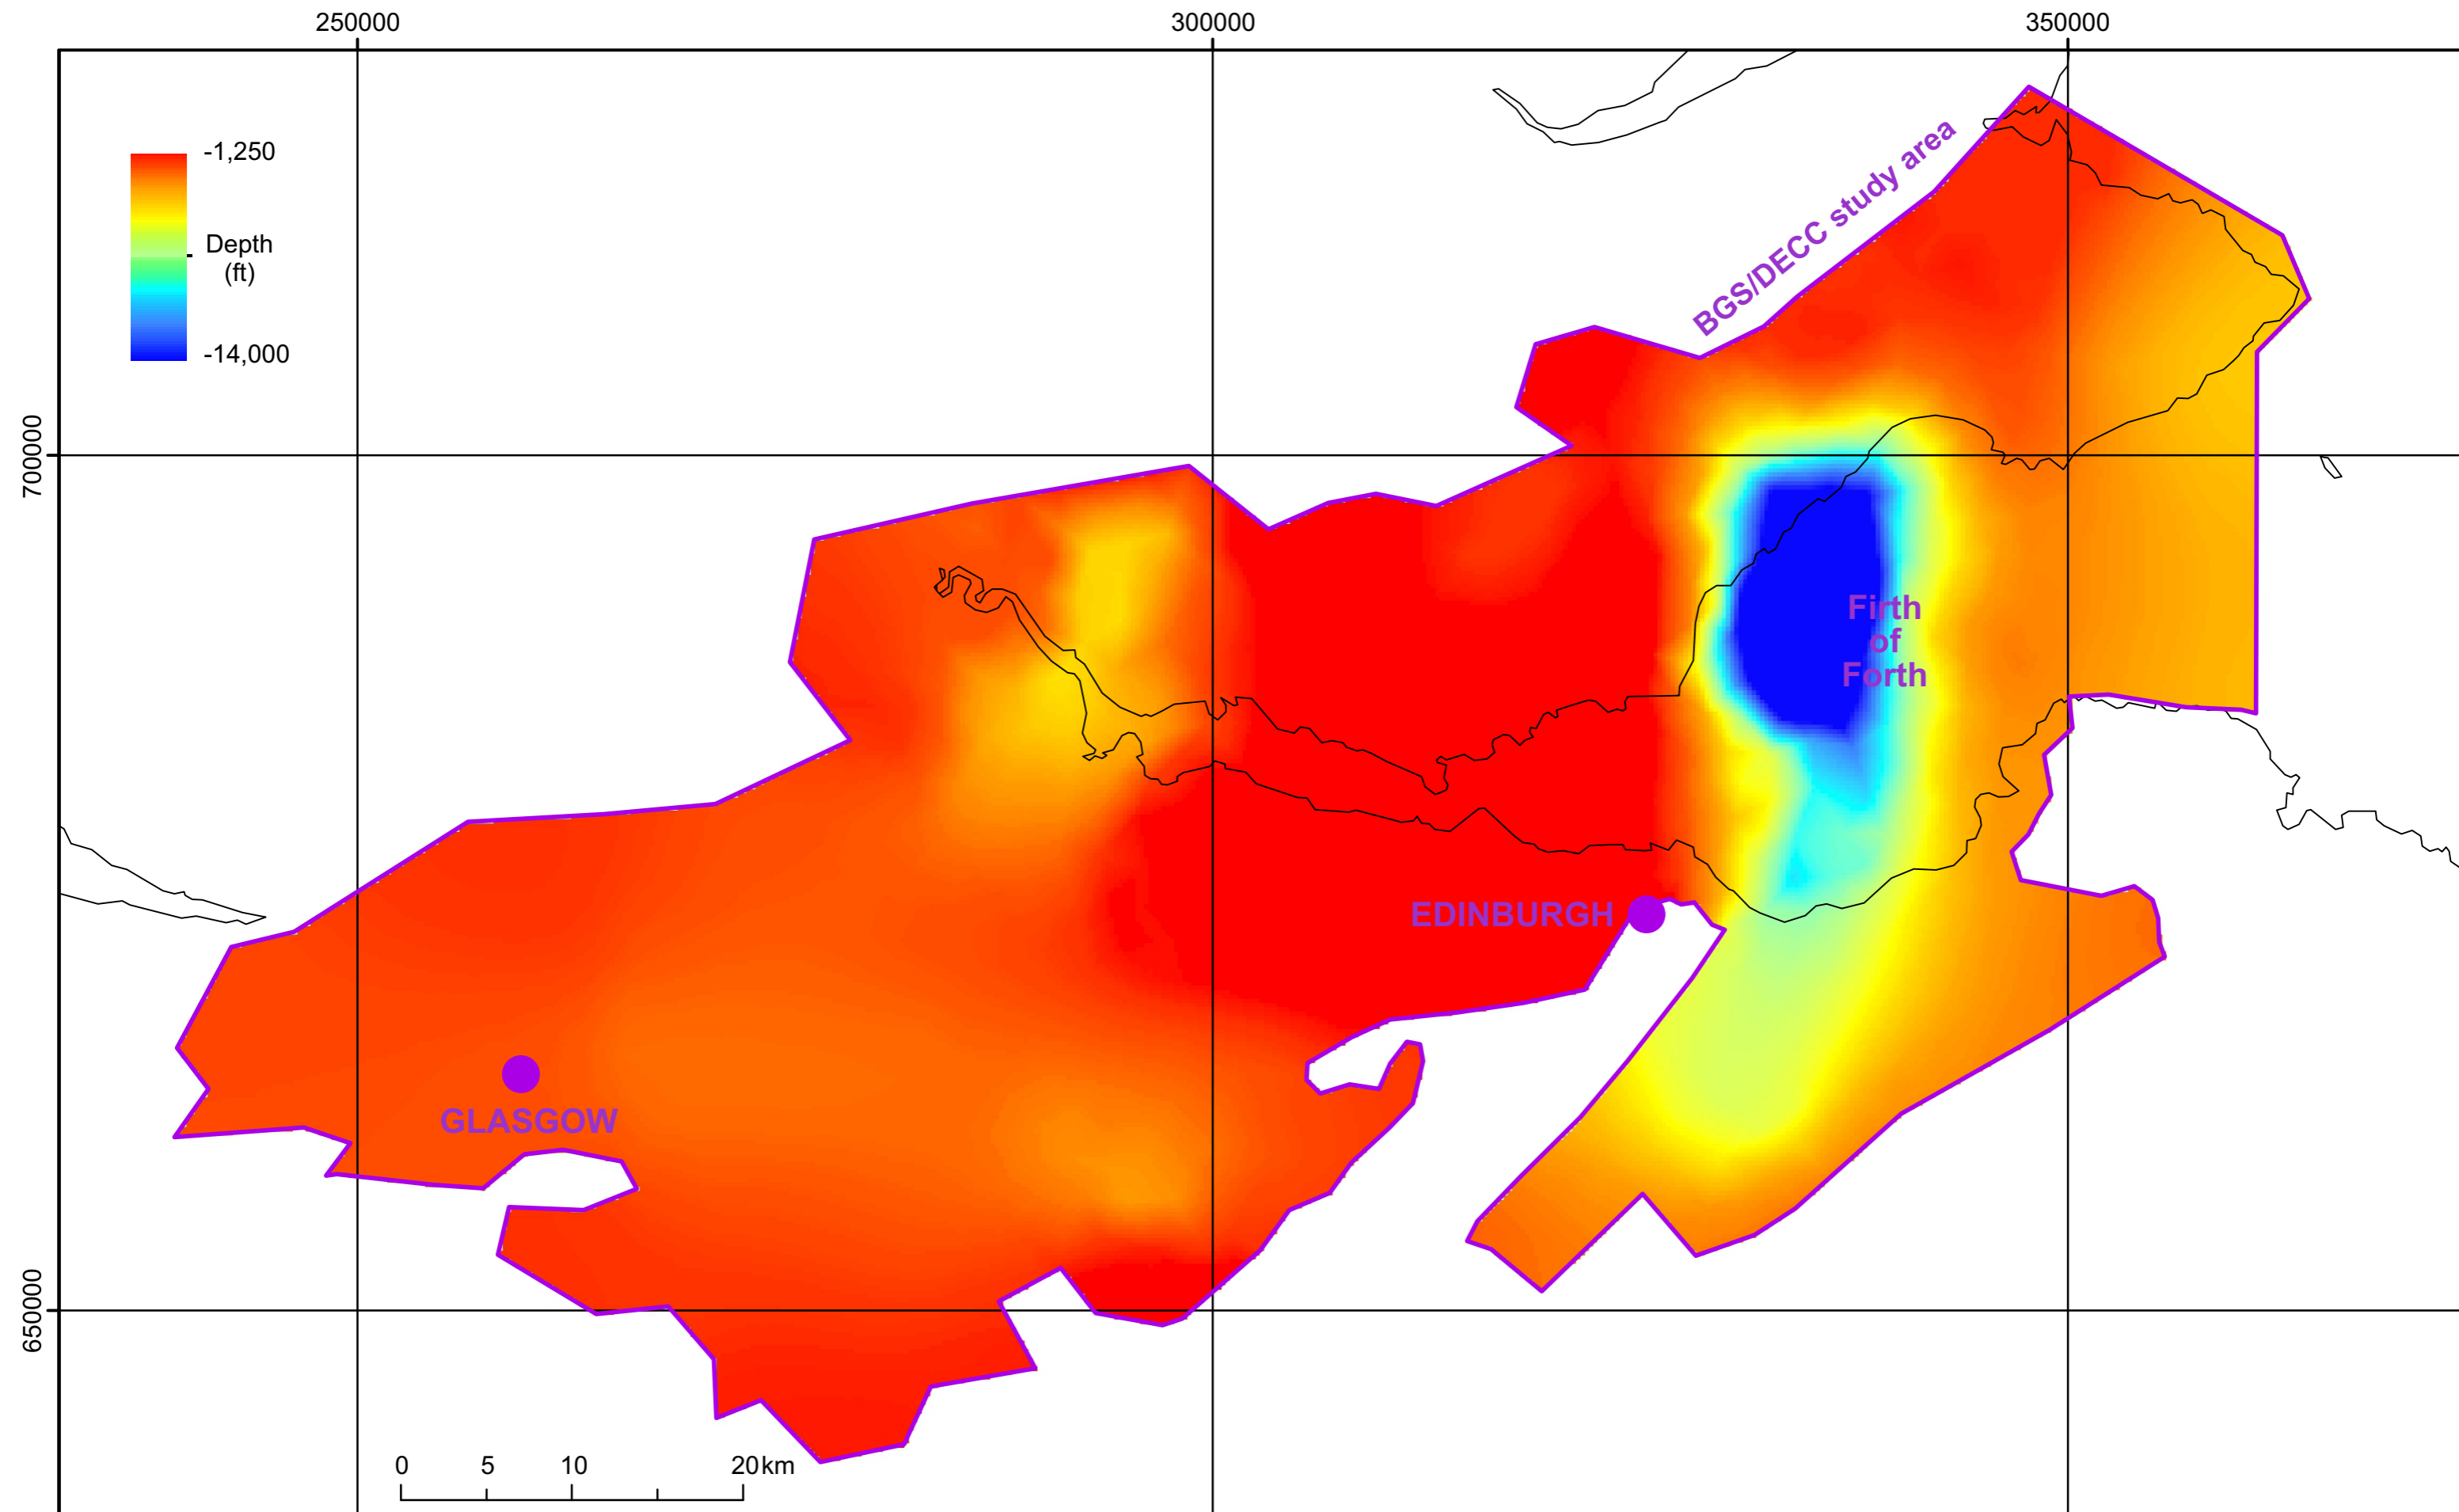 250000
300000
350000
-1,250
Depth
(ft)
-14,000
BGS/DECC study area
700000
Firth
of
Forth
EDINBURGH
GLASGOW
650000
0 5 10 20km